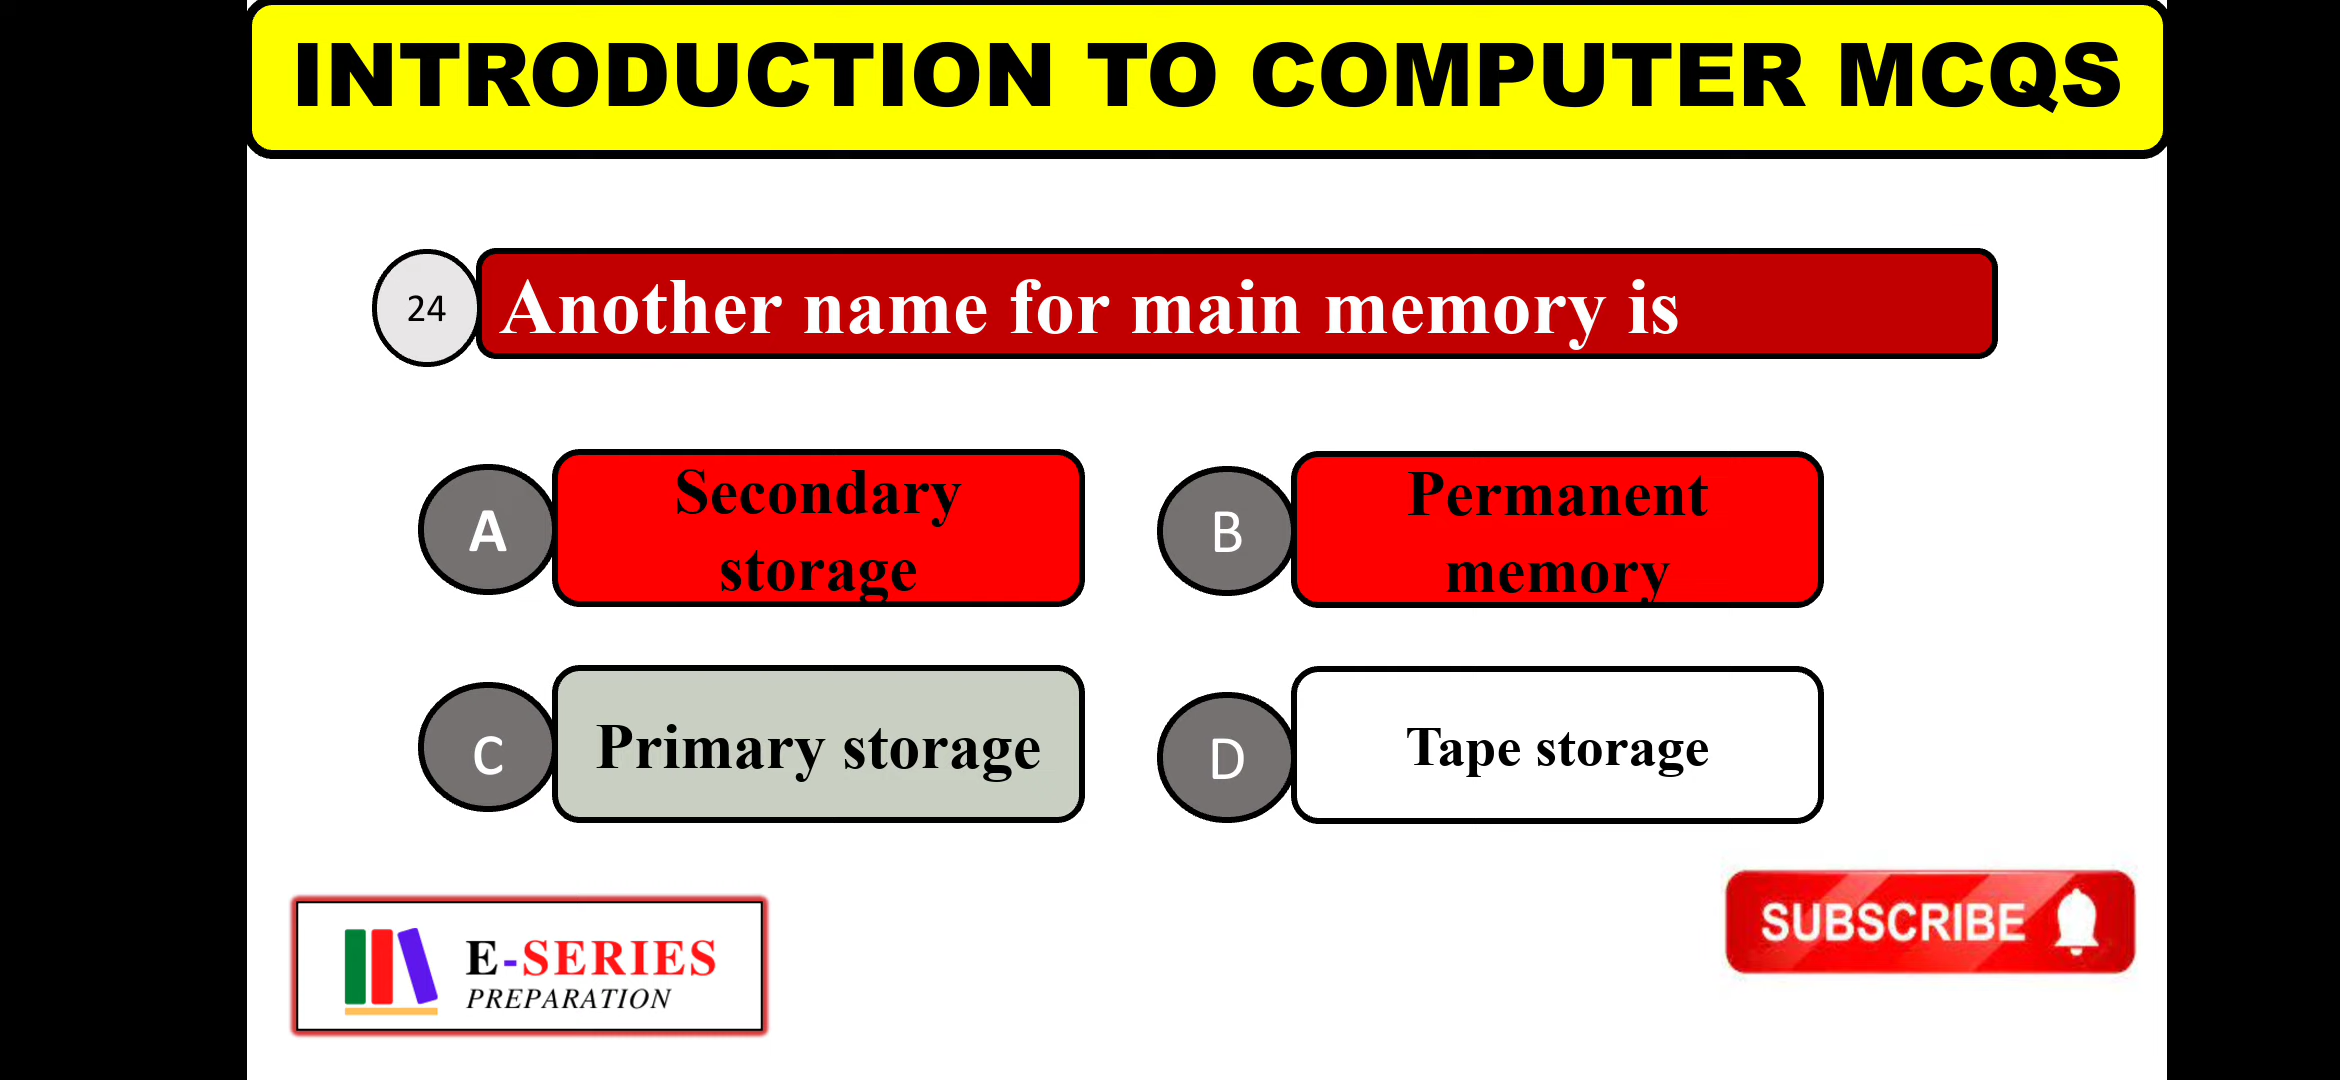 INTRODUCTION TO COMPUTER MCQS
24
Another name for main memory is
A
Secondary
storage
B
Permanent
memory
C
Primary storage
D
Tape storage
E-SERIES
PREPARATION
SUBSCRIBE